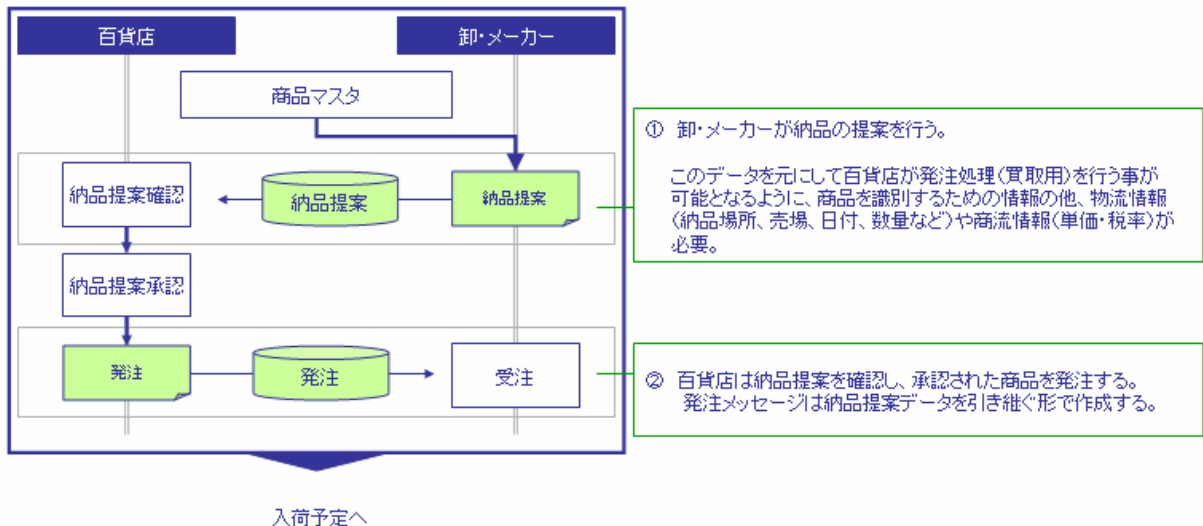 百貨店
卸・メーカー
商品マスタ
納品提案確認
納品提案
納品提案
納品提案承認
発注
発注
受注
① 卸・メーカーが納品の提案を行う。
このデータを元にして百貨店が発注処理(買取用)を行う事が
可能となるように、商品を識別するための情報の他、物流情報
(納品場所、売場、日付、数量など)や商流情報(単価・税率)が
必要。
② 百貨店は納品提案を確認し、承認された商品を発注する。
発注メッセージは納品提案データを引き継ぐ形で作成する。
入荷予定へ